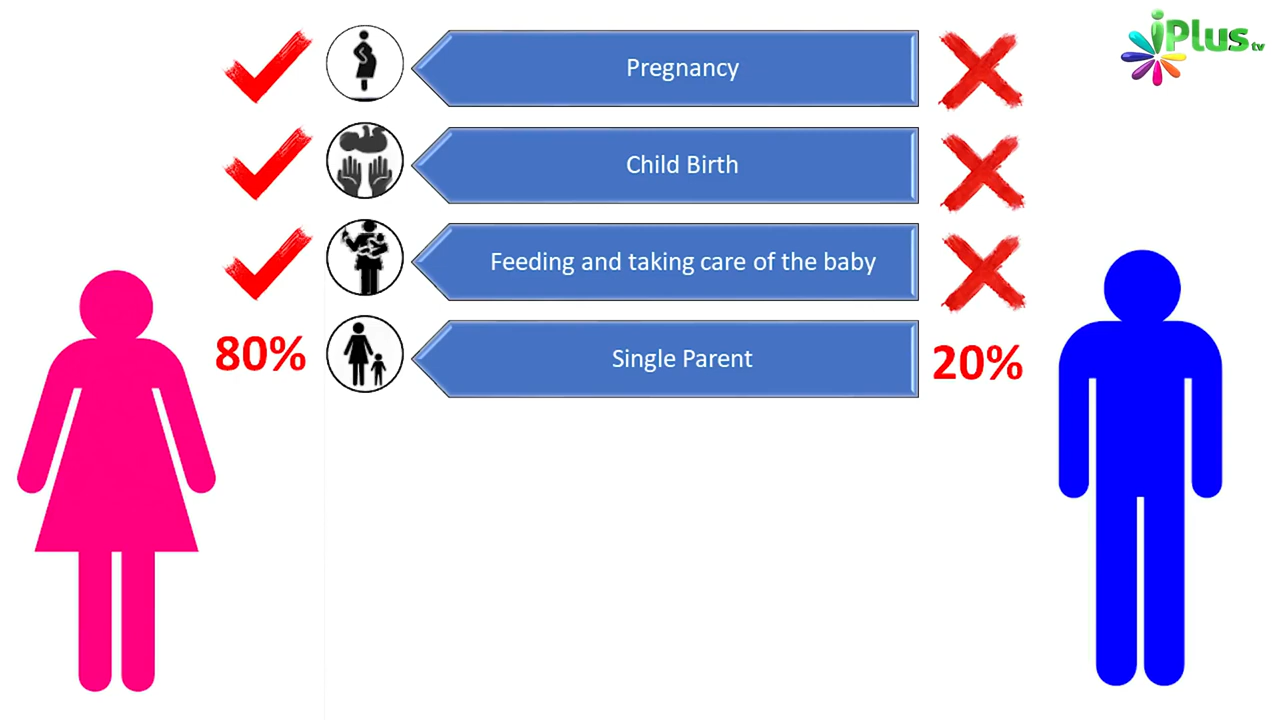 iPlus tv
Pregnancy
Child Birth
Feeding and taking care of the baby
80%
Single Parent
20%